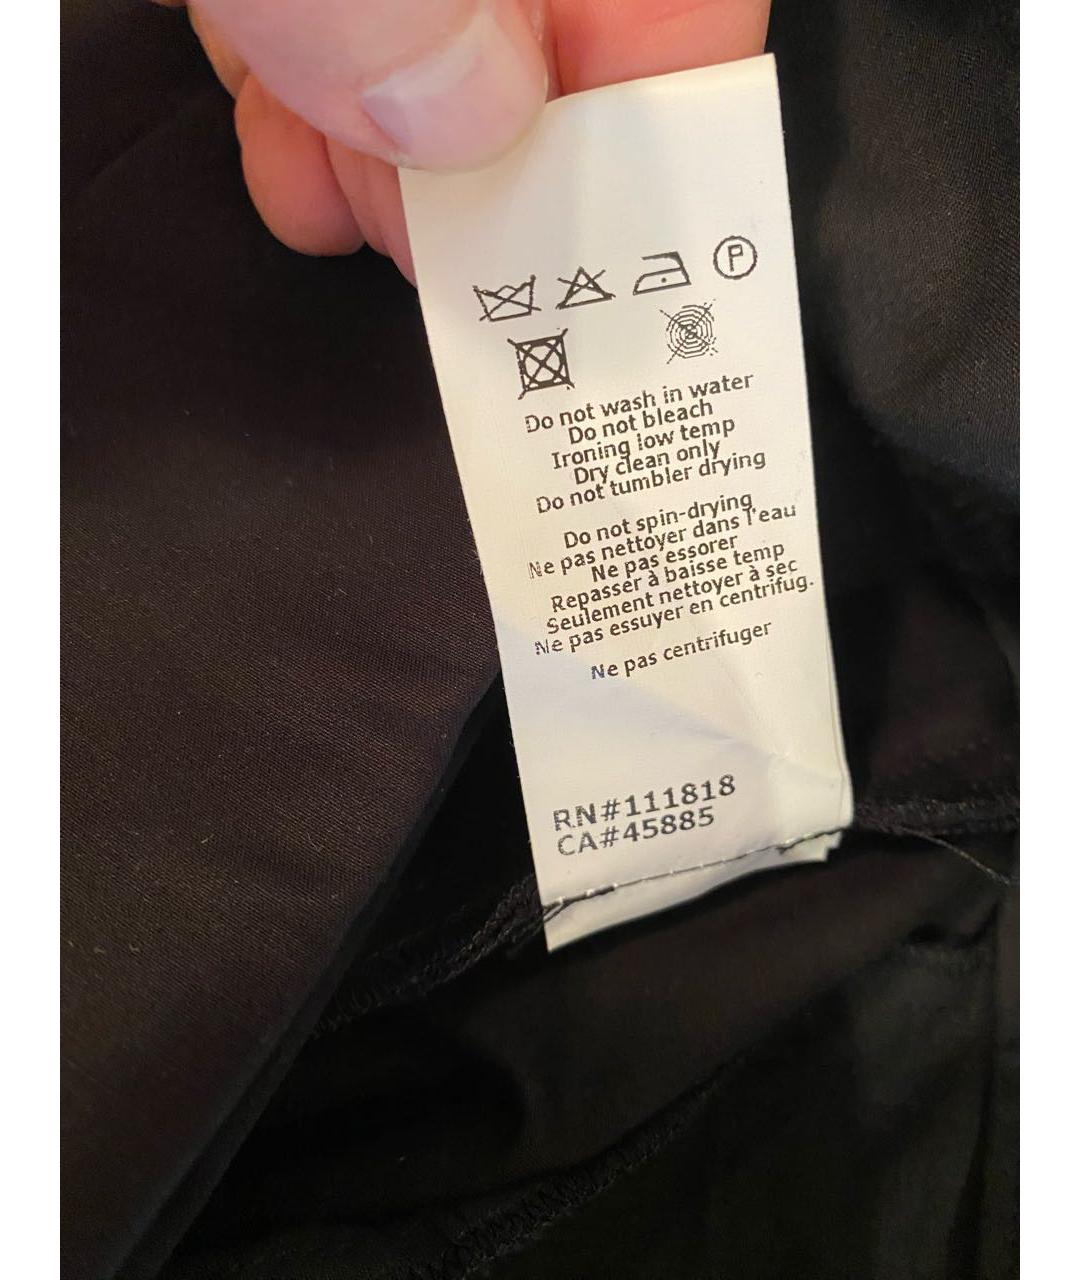 P
Do not wash in water
Do not bleach
Ironing low temp
Dry clean only
Do not tumbler drying
Do not spin-drying
Ne pas nettoyer dans l'eau
Ne pas essorer
Repasser à baisse temp
Seulement nettoyer à sec
Ne pas essuyer en centrifug.
Ne pas centrifuger
RN#111818
CA#45885